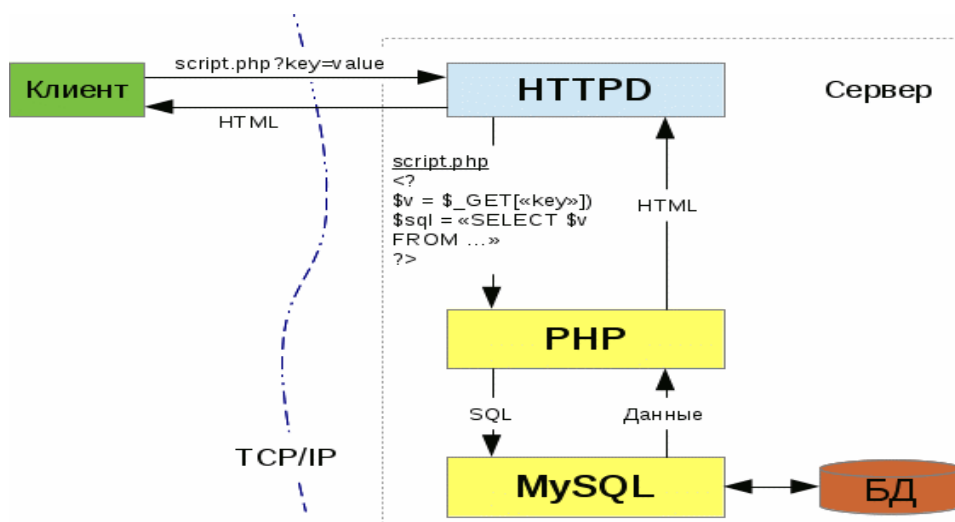 script.php?key=value
Клиент
HTTPD
Сервер
HTML
script.php
<?
$v = $_GET[«key»])
$sql = «SELECT $v
FROM ...»
?>
HTML
PHP
SQL
Данные
TCP/IP
MySQL
БД